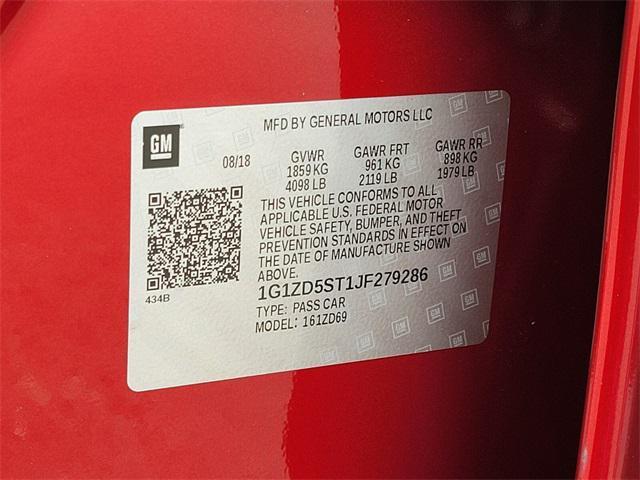 MFD BY GENERAL MOTORS LLC
GM
08/18 GVWR GAWR FRT GAWR RR
1859 KG 961 KG 898 KG
4098 LB 2119 LB 1979 LB
THIS VEHICLE CONFORMS TO ALL
APPLICABLE U.S. FEDERAL MOTOR
VEHICLE SAFETY, BUMPER, AND THEFT
PREVENTION STANDARDS IN EFFECT ON
THE DATE OF MANUFACTURE SHOWN
ABOVE.
434B
1G1ZD5ST1JF279286
TYPE: PASS CAR
MODEL: 161ZD69